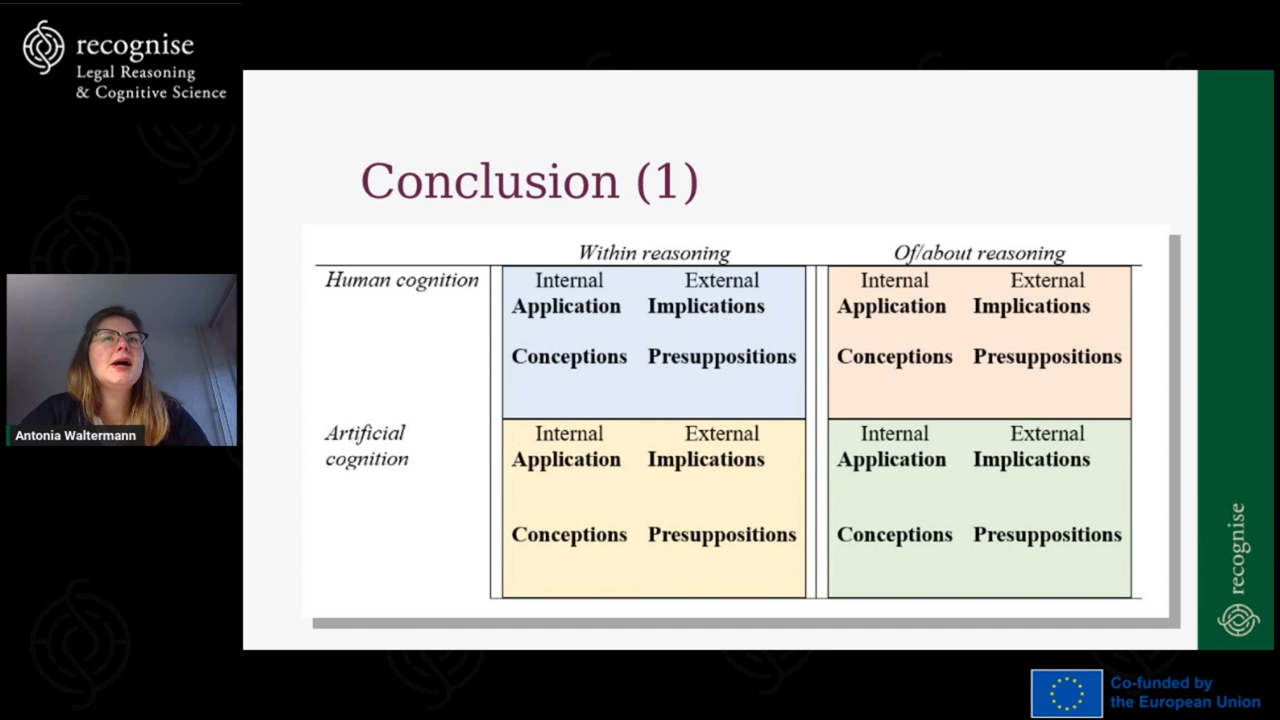 recognise
Legal Reasoning
& Cognitive Science
Conclusion (1)
Within reasoning Of/about reasoning
Human cognition Internal External Internal External
Application Implications Application Implications
Conceptions Presuppositions Conceptions Presuppositions
Artificial Internal External Internal External
cognition Application Implications Application Implications
Conceptions Presuppositions Conceptions Presuppositions
Antonia Waltermann
recognise
Co-funded by
the European Union